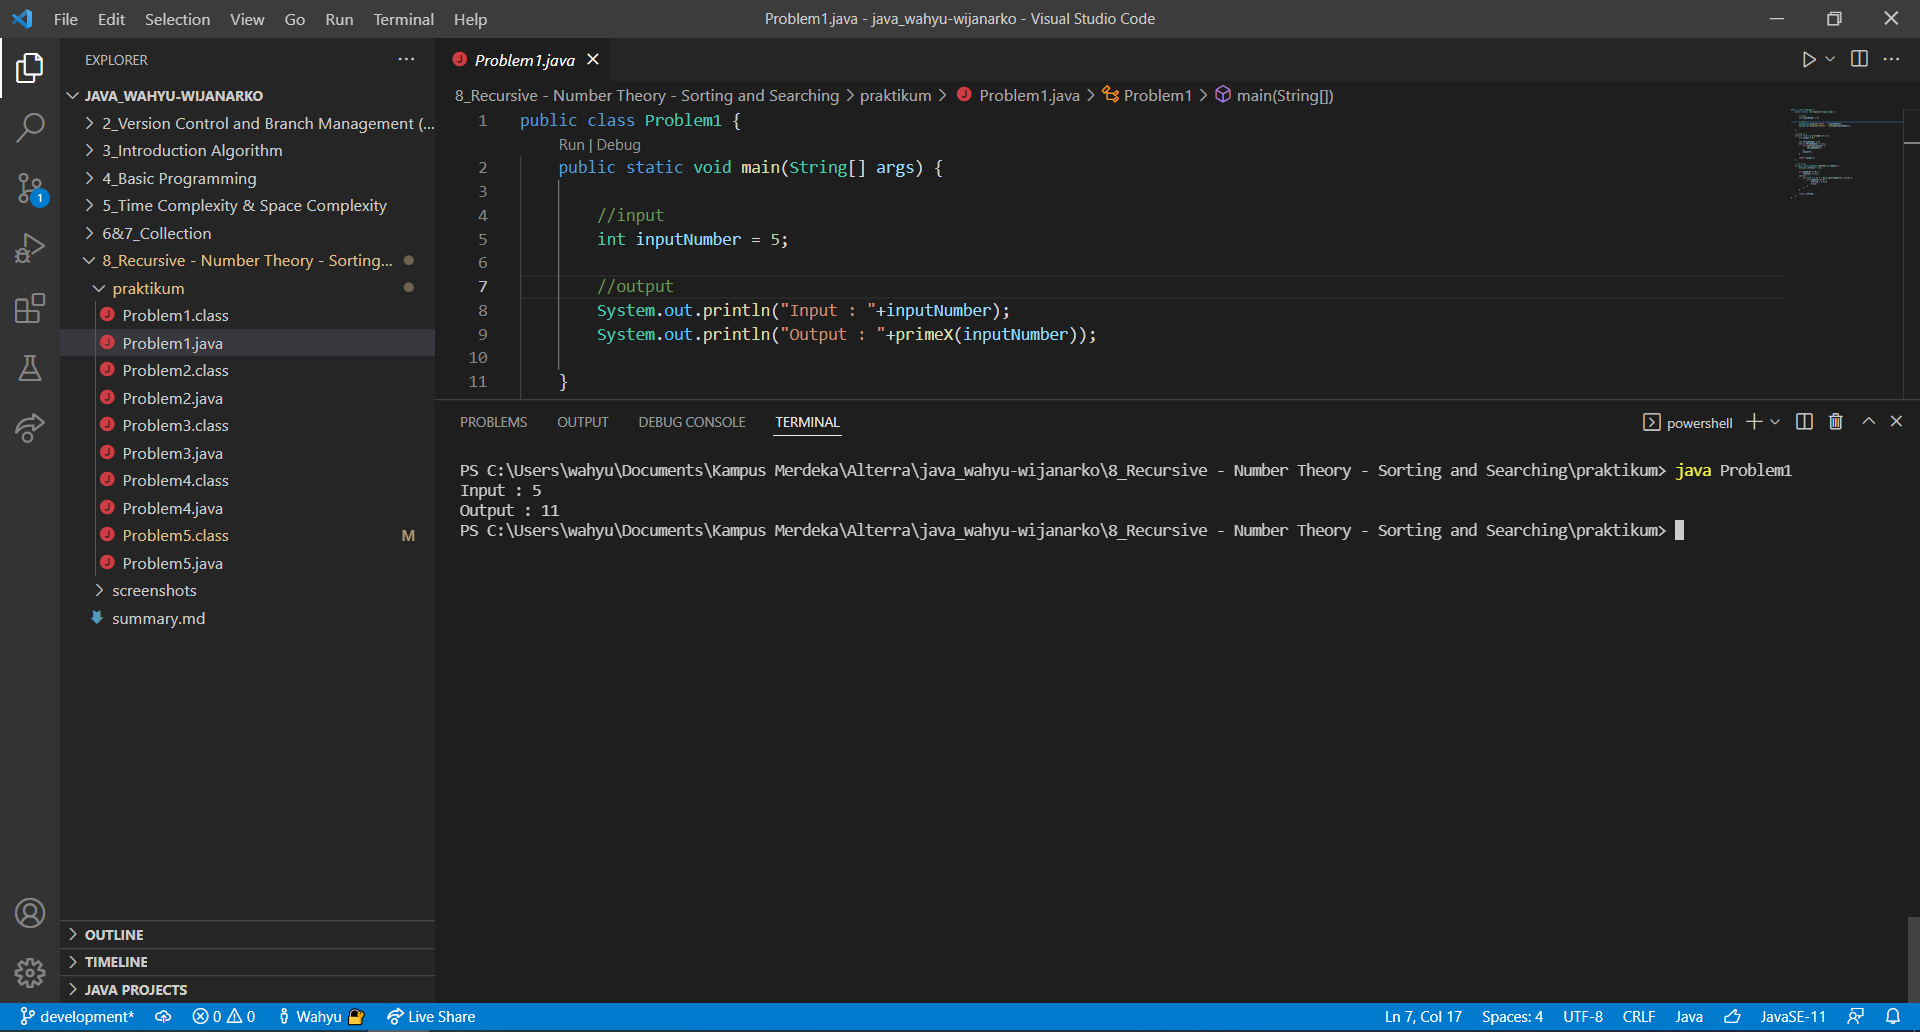 File Edit Selection View Go Run Terminal Help
Problem1.java - java_wahyu-wijanarko - Visual Studio Code
EXPLORER
JAVA_WAHYU-WIJANARKO
2_Version Control and Branch Management (...
3_Introduction Algorithm
4_Basic Programming
5_Time Complexity & Space Complexity
6&7_Collection
8_Recursive - Number Theory - Sorting...
praktikum
Problem1.class
Problem1.java
Problem2.class
Problem2.java
Problem3.class
Problem3.java
Problem4.class
Problem4.java
Problem5.class M
Problem5.java
screenshots
summary.md
1
OUTLINE
TIMELINE
JAVA PROJECTS
Problem1.java
8_Recursive - Number Theory - Sorting and Searching > praktikum > Problem1.java > Problem1 > main(String[])
1 public class Problem1 {
Run | Debug
2 public static void main(String[] args) {
3
4 //input
5 int inputNumber = 5;
6
7 //output
8 System.out.println("Input : "+inputNumber);
9 System.out.println("Output : "+primeX(inputNumber));
10
11 }
PROBLEMS OUTPUT DEBUG CONSOLE TERMINAL
powershell
PS C:\Users\wahyu\Documents\Kampus Merdeka\Alterra\java_wahyu-wijanarko\8_Recursive - Number Theory - Sorting and Searching\praktikum> java Problem1
Input : 5
Output : 11
PS C:\Users\wahyu\Documents\Kampus Merdeka\Alterra\java_wahyu-wijanarko\8_Recursive - Number Theory - Sorting and Searching\praktikum>
development* 0 0 Wahyu Live Share
Ln 7, Col 17 Spaces: 4 UTF-8 CRLF Java JavaSE-11